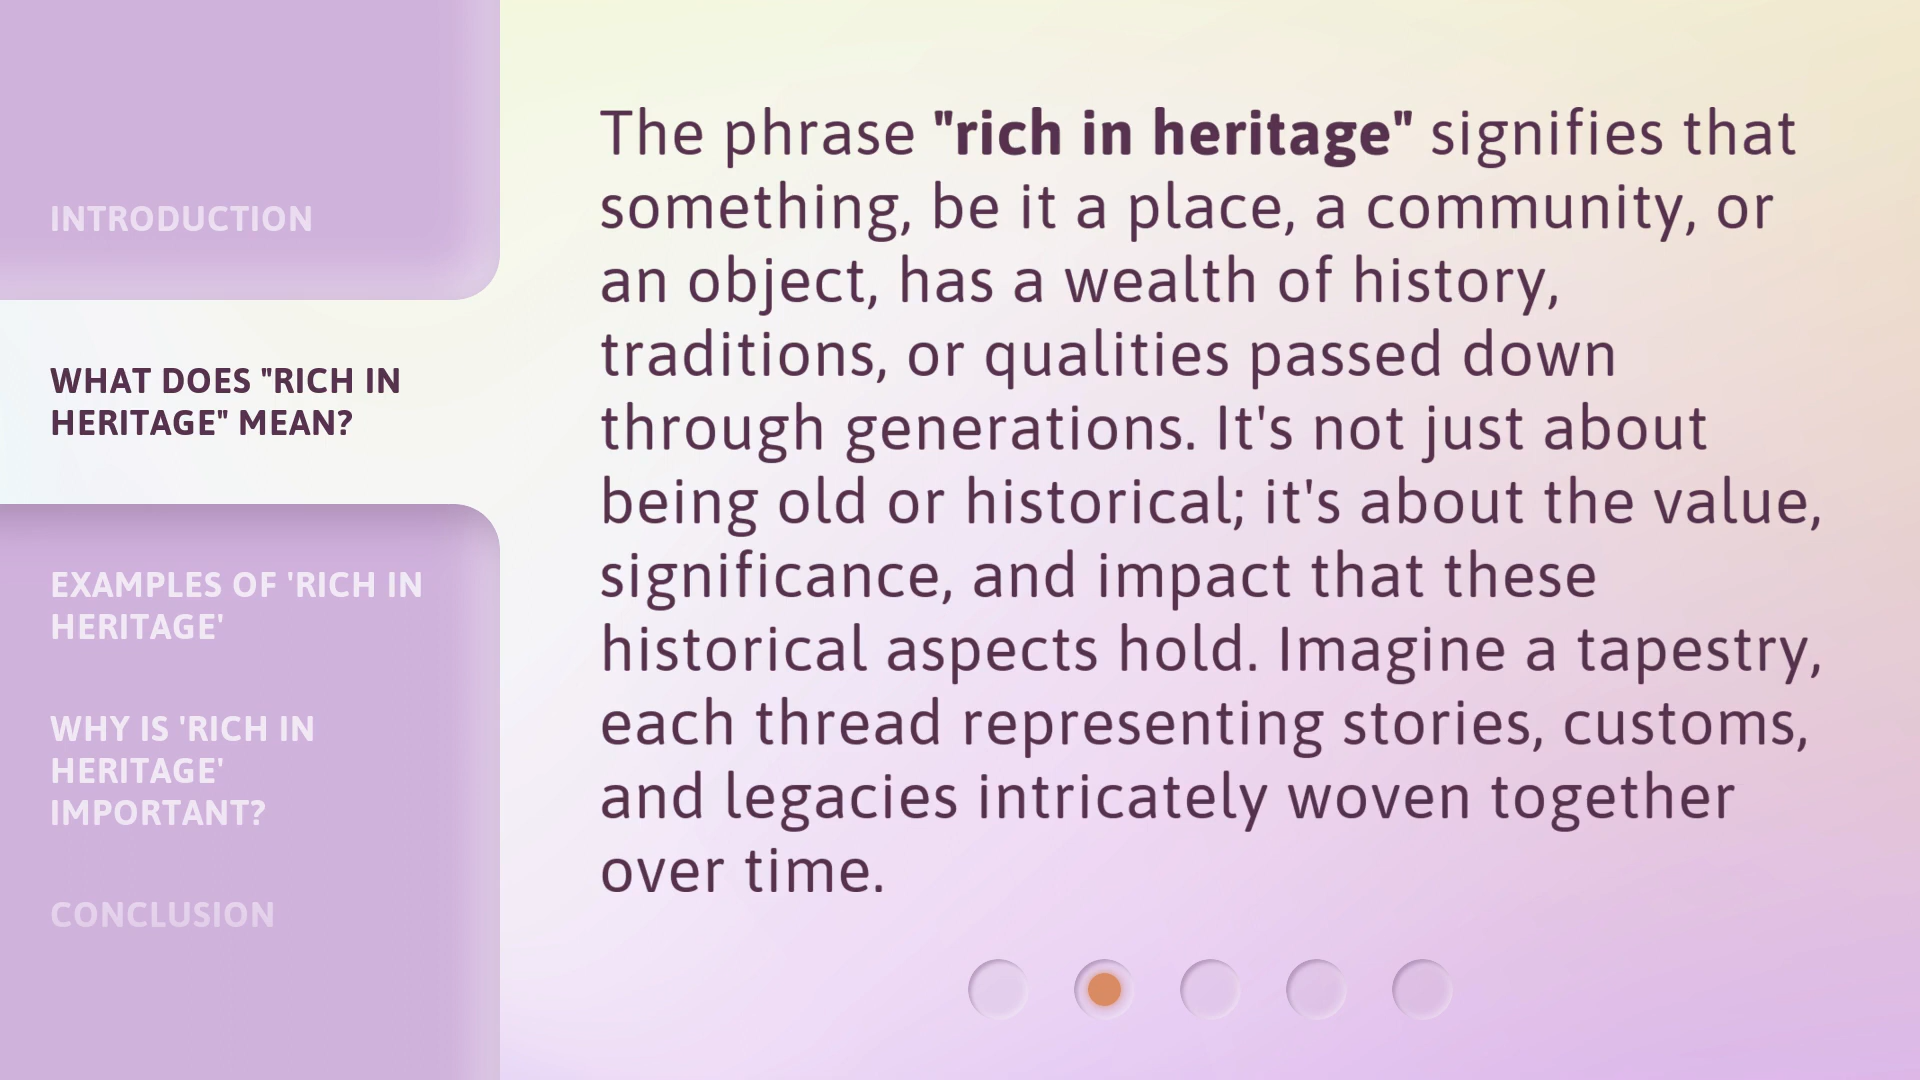 INTRODUCTION
WHAT DOES "RICH IN
HERITAGE" MEAN?
EXAMPLES OF 'RICH IN
HERITAGE'
WHY IS 'RICH IN
HERITAGE'
IMPORTANT?
CONCLUSION
The phrase "rich in heritage" signifies that
something, be it a place, a community, or
an object, has a wealth of history,
traditions, or qualities passed down
through generations. It's not just about
being old or historical; it's about the value,
significance, and impact that these
historical aspects hold. Imagine a tapestry,
each thread representing stories, customs,
and legacies intricately woven together
over time.